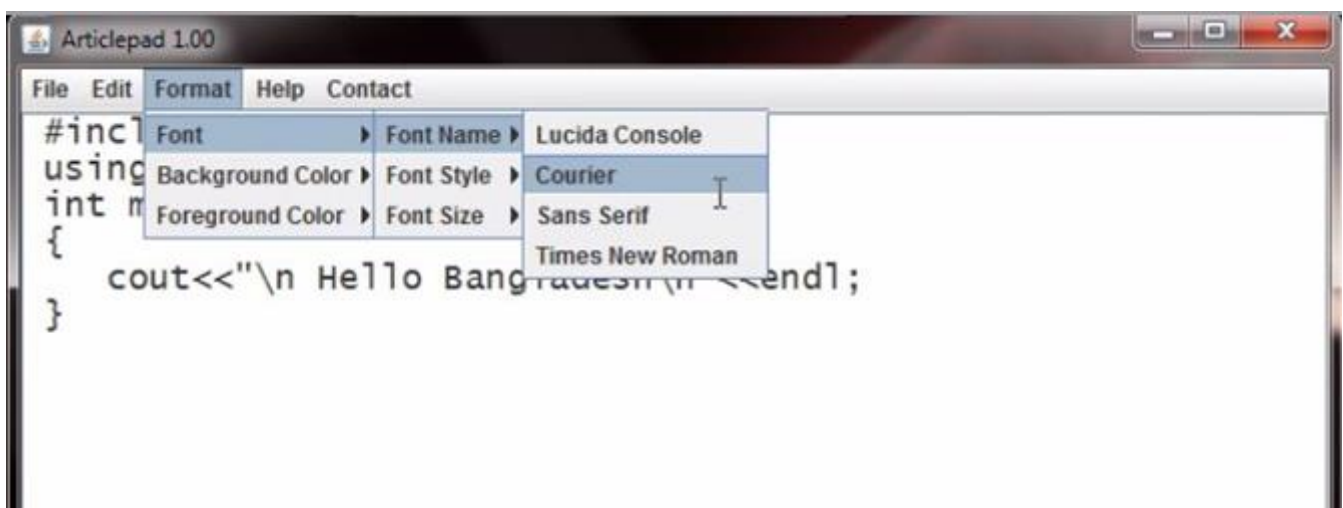 Articlepad 1.00
File Edit Format Help Contact
#incl
using
int m
{
cout<<"\n Hello Bang <<endl;
}
Font
Background Color
Foreground Color
Font Name
Font Style
Font Size
Lucida Console
Courier
Sans Serif
Times New Roman